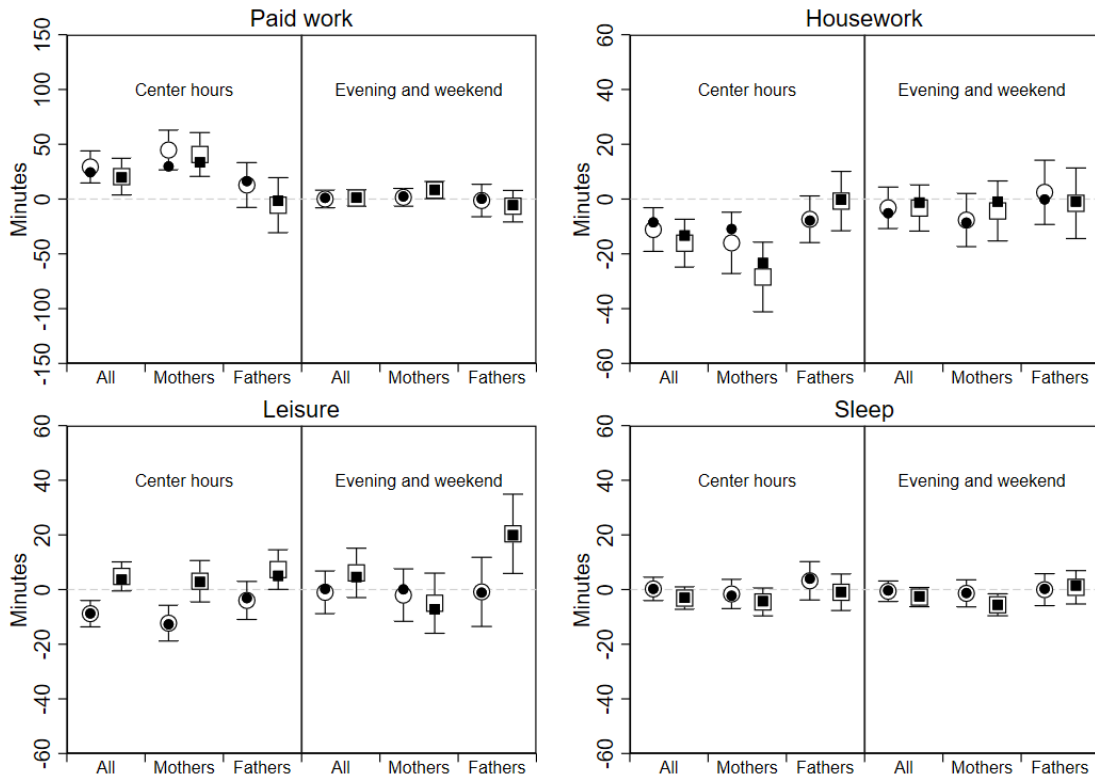 Paid work
Minutes
150
100
50
0
-50
-100
-150
Center hours
Evening and weekend
All
Mothers
Fathers
All
Mothers
Fathers
Housework
Minutes
60
40
20
0
-20
-40
-60
Center hours
Evening and weekend
All
Mothers
Fathers
All
Mothers
Fathers
Leisure
Minutes
60
40
20
0
-20
-40
-60
Center hours
Evening and weekend
All
Mothers
Fathers
All
Mothers
Fathers
Sleep
Minutes
60
40
20
0
-20
-40
-60
Center hours
Evening and weekend
All
Mothers
Fathers
All
Mothers
Fathers